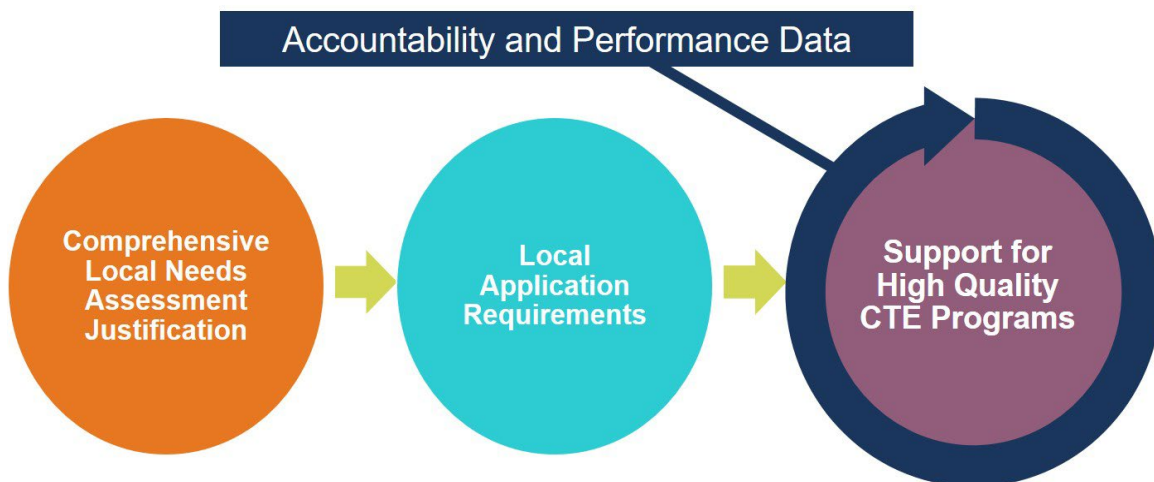 Accountability and Performance Data
Comprehensive
Local Needs
Assessment
Justification
Local
Application
Requirements
Support for
High Quality
CTE Programs